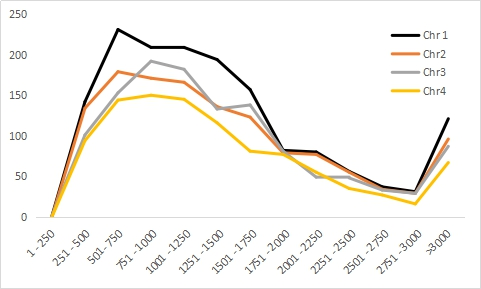 250
200
150
100
50
0
Chr 1
Chr2
Chr3
Chr4
1 - 250
251 - 500
501 - 750
751 - 1000
1001 - 1250
1251 - 1500
1501 - 1750
1751 - 2000
2001 - 2250
2251 - 2500
2501 - 2750
2751 - 3000
>3000